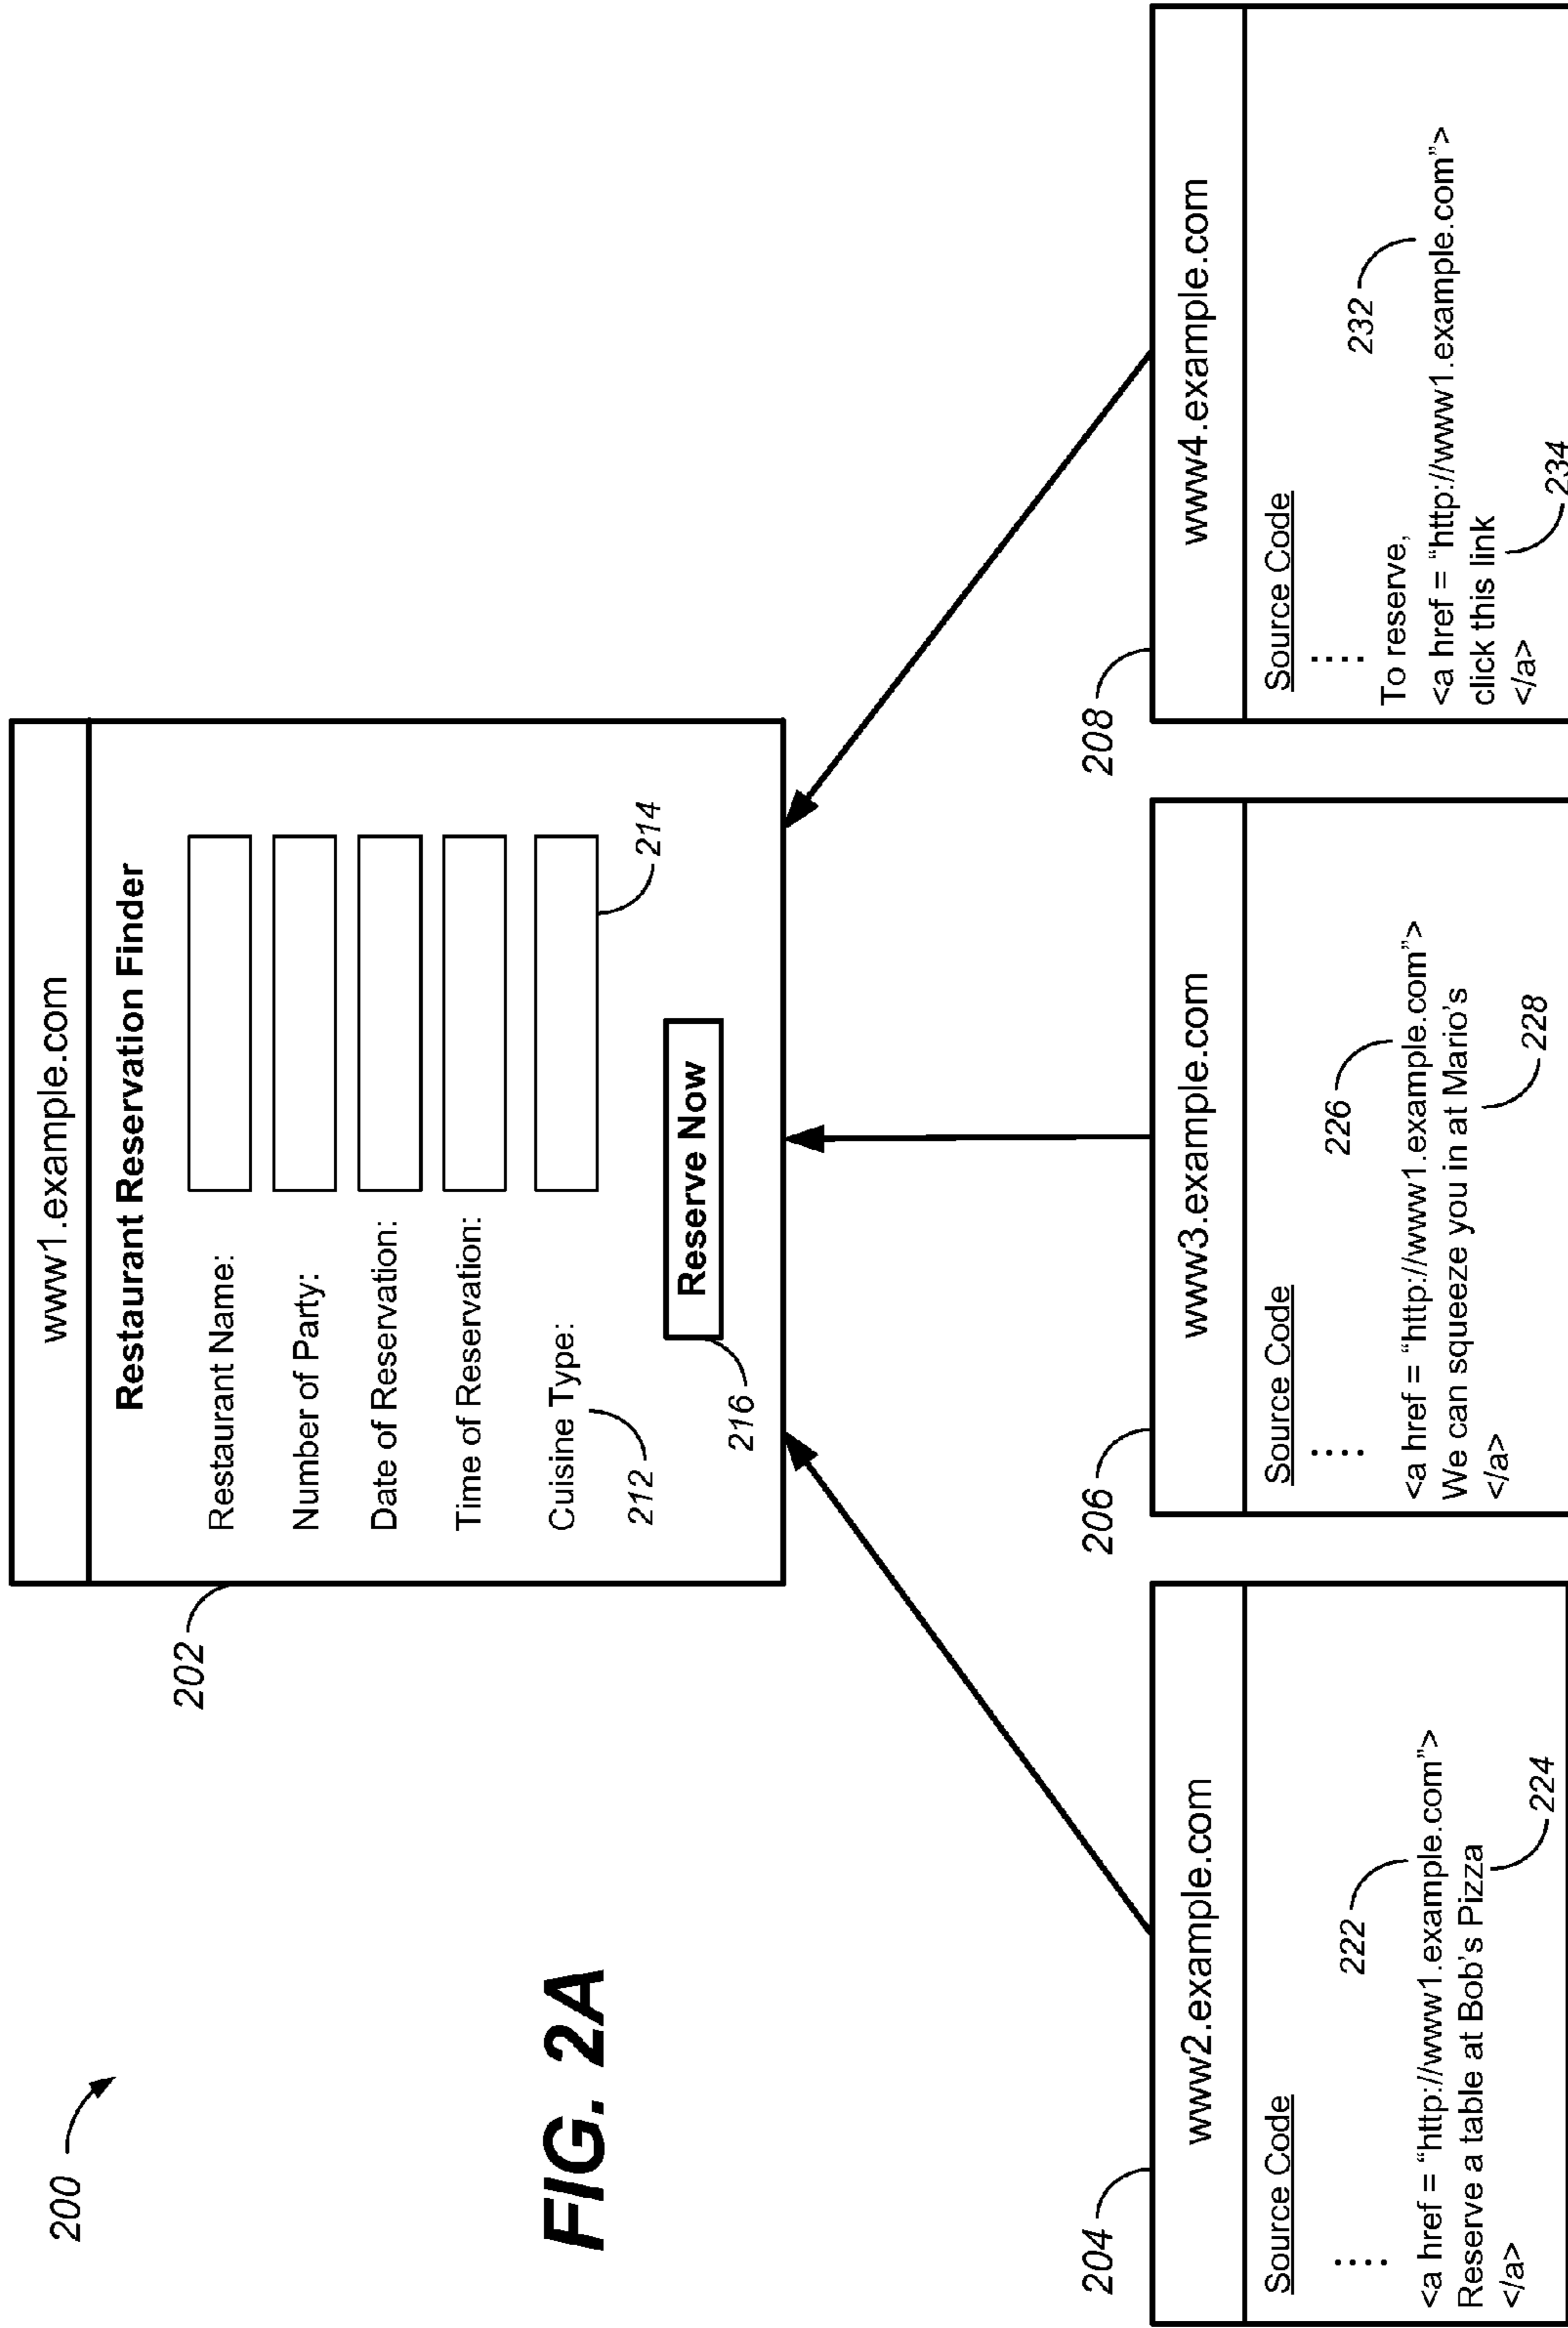 200
www1.example.com
202
Restaurant Reservation Finder
Restaurant Name:
Number of Party:
Date of Reservation:
Time of Reservation:
Cuisine Type:
212
214
216
Reserve Now
FIG. 2A
204
www2.example.com
Source Code
....
222
<a href = “http://www1.example.com”>
Reserve a table at Bob's Pizza
</a>
224
206
www3.example.com
Source Code
....
226
<a href = “http://www1.example.com”>
We can squeeze you in at Mario's
</a>
228
208
www4.example.com
Source Code
....
To reserve,
232
<a href = “http://www1.example.com”>
click this link
</a>
234